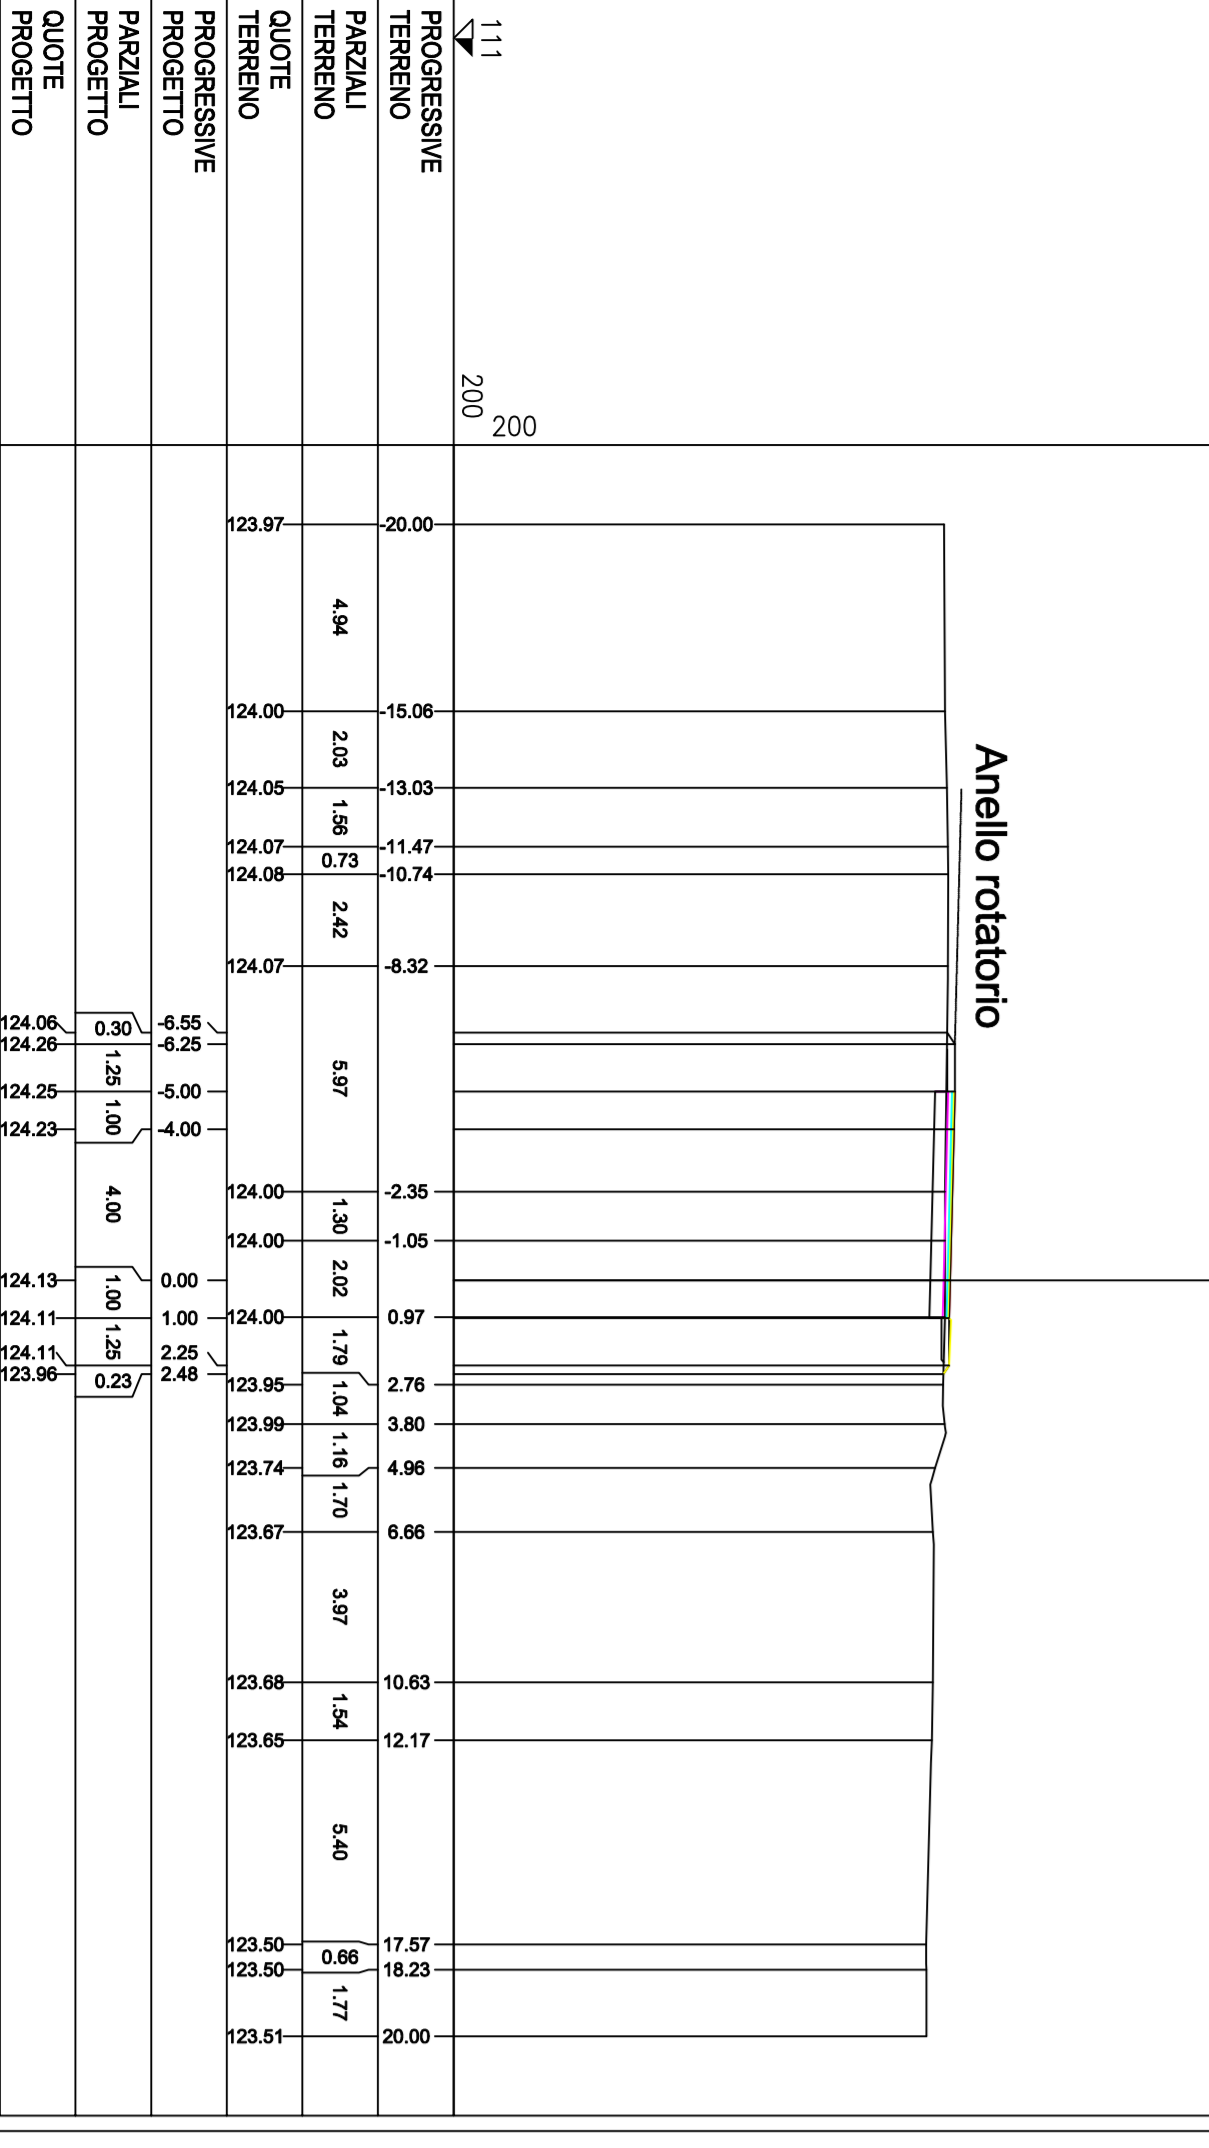 Anello rotatorio
111
200
200
PROGRESSIVE
TERRENO
-20.00 -15.06 -13.03 -11.47 -10.74 -8.32 -2.35 -1.05 0.97 2.76 3.80 4.96 6.66 10.63 12.17 17.57 18.23 20.00
PARZIALI
TERRENO
4.94 2.03 1.56 0.73 2.42 5.97 1.30 2.02 1.79 1.04 1.16 1.70 3.97 1.54 5.40 0.66 1.77
QUOTE
TERRENO
123.97 124.00 124.05 124.07 124.08 124.07 124.00 124.00 124.00 123.95 123.99 123.74 123.67 123.68 123.65 123.50 123.50 123.51
PROGRESSIVE
PROGETTO
-6.55 -6.25 -5.00 -4.00 0.00 1.00 2.25 2.48
PARZIALI
PROGETTO
0.30 1.25 1.00 4.00 1.00 1.25 0.23
QUOTE
PROGETTO
124.06 124.26 124.25 124.23 124.13 124.11 124.11 123.96